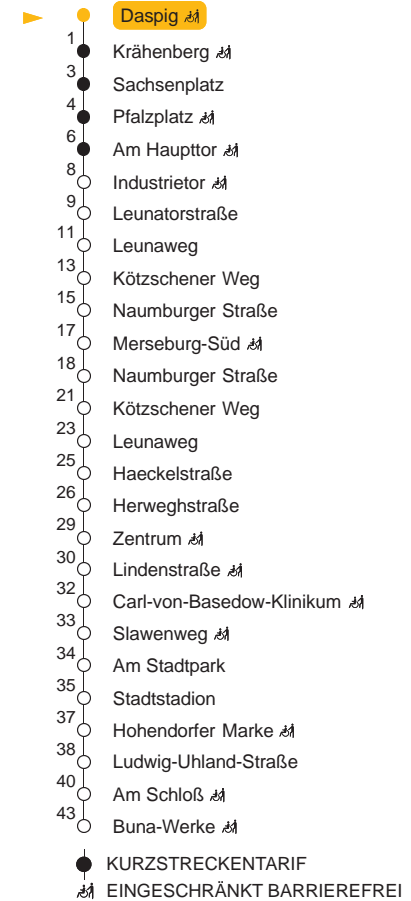 Daspig
1
Krähenberg
3
Sachsenplatz
4
Pfalzplatz
6
Am Haupttor
8
Industrietor
9
Leunatorstraße
11
Leunaweg
13
Kötzschener Weg
15
Naumburger Straße
17
Merseburg-Süd
18
Naumburger Straße
21
Kötzschener Weg
23
Leunaweg
25
Haeckelstraße
26
Herweghstraße
29
Zentrum
30
Lindenstraße
32
Carl-von-Basedow-Klinikum
33
Slawenweg
34
Am Stadtpark
35
Stadtstadion
37
Hohendorfer Marke
38
Ludwig-Uhland-Straße
40
Am Schloß
43
Buna-Werke
KURZSTRECKENTARIF
EINGESCHRÄNKT BARRIEREFREI